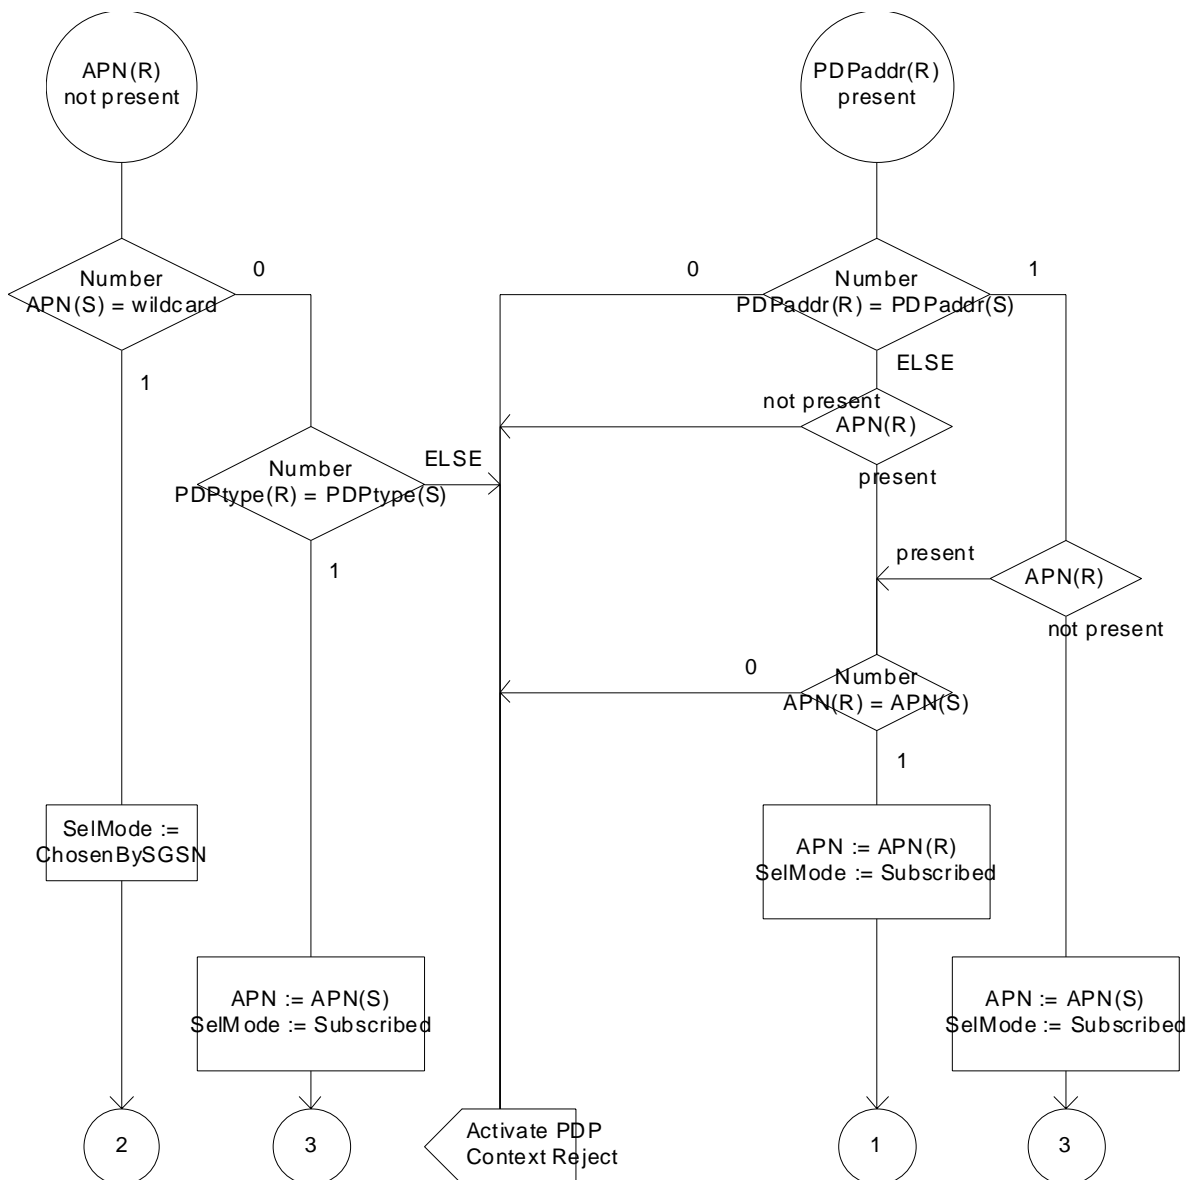 APN(R)
not present
PDPaddr(R)
present
Number
APN(S) = wildcard
0
1
0
Number
PDPaddr(R) = PDPaddr(S)
1
ELSE
not present
APN(R)
present
Number
PDPtype(R) = PDPtype(S)
ELSE
1
present
APN(R)
not present
0
Number
APN(R) = APN(S)
1
SelMode :=
ChosenBySGSN
APN := APN(R)
SelMode := Subscribed
APN := APN(S)
SelMode := Subscribed
APN := APN(S)
SelMode := Subscribed
2
3
Activate PDP
Context Reject
1
3